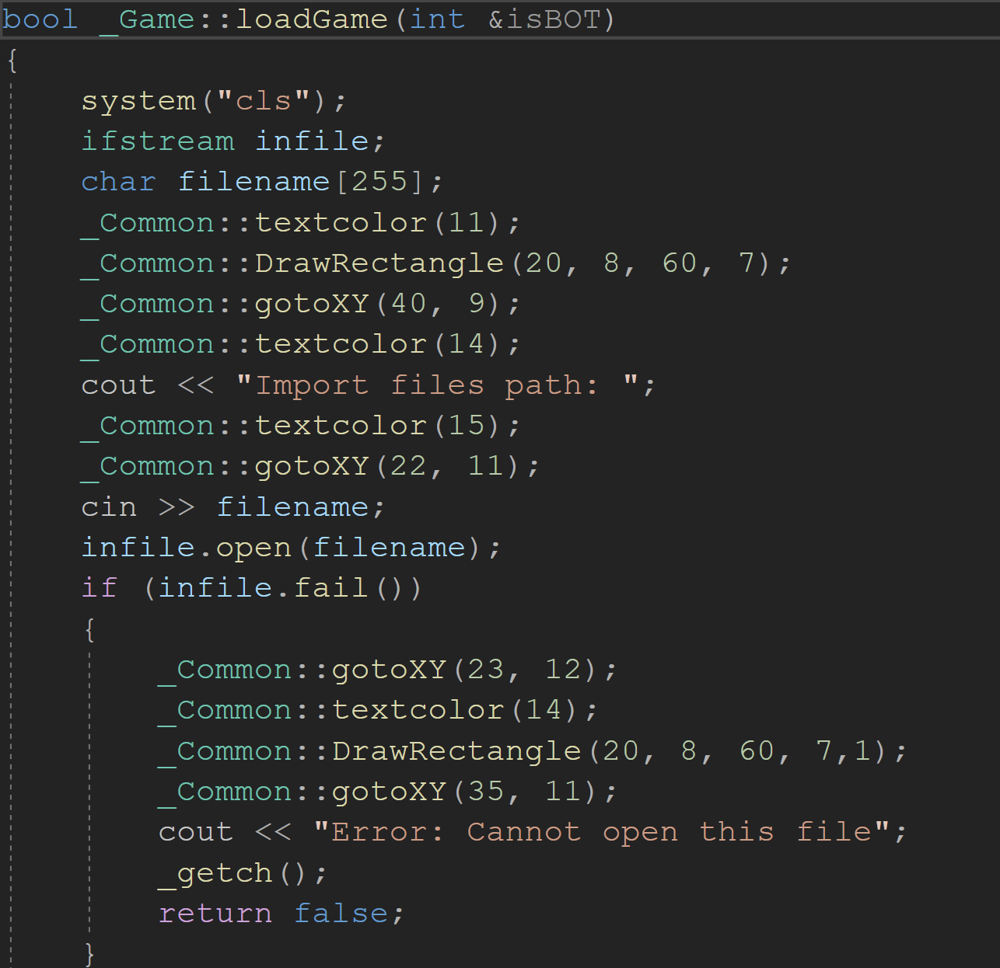 bool _Game::loadGame(int &isBOT)
{
    system("cls");
    ifstream infile;
    char filename[255];
    _Common::textcolor(11);
    _Common::DrawRectangle(20, 8, 60, 7);
    _Common::gotoXY(40, 9);
    _Common::textcolor(14);
    cout << "Import files path: ";
    _Common::textcolor(15);
    _Common::gotoXY(22, 11);
    cin >> filename;
    infile.open(filename);
    if (infile.fail())
    {
        _Common::gotoXY(23, 12);
        _Common::textcolor(14);
        _Common::DrawRectangle(20, 8, 60, 7,1);
        _Common::gotoXY(35, 11);
        cout << "Error: Cannot open this file";
        _getch();
        return false;
    }